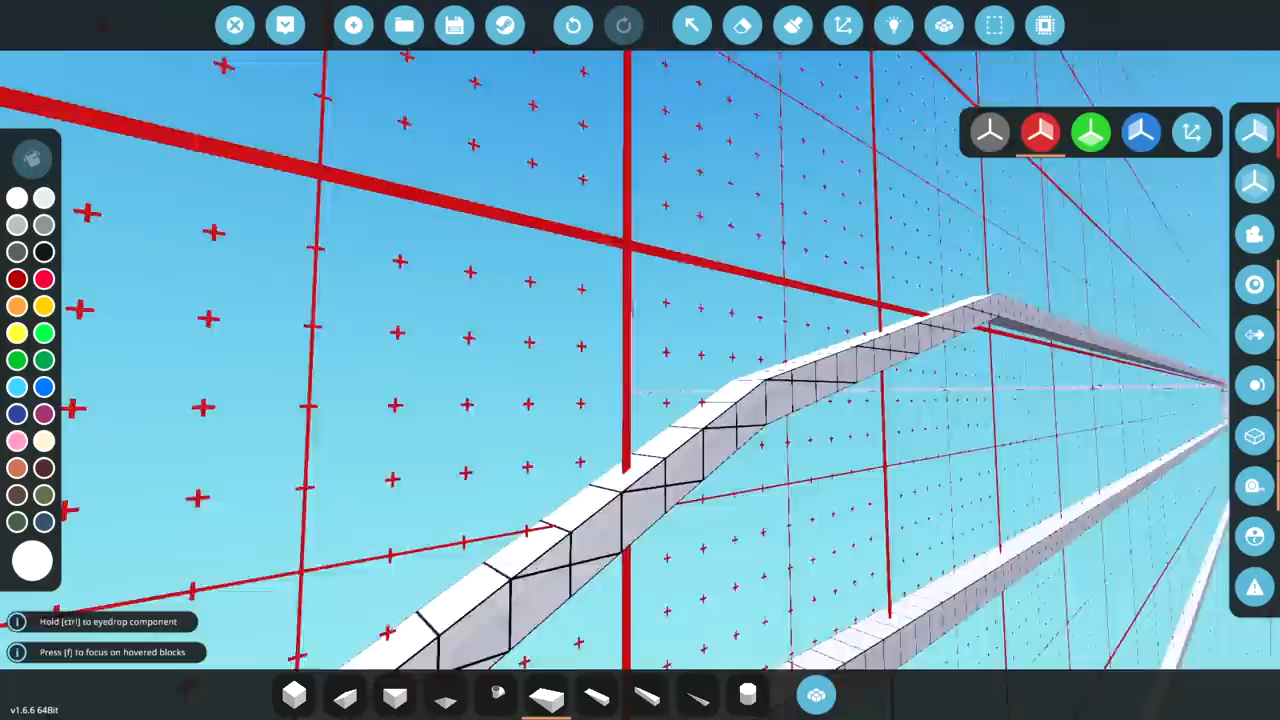 Hold [ctrl] to eyedrop component
Press [f] to focus on hovered blocks
v1.6.6 64Bit